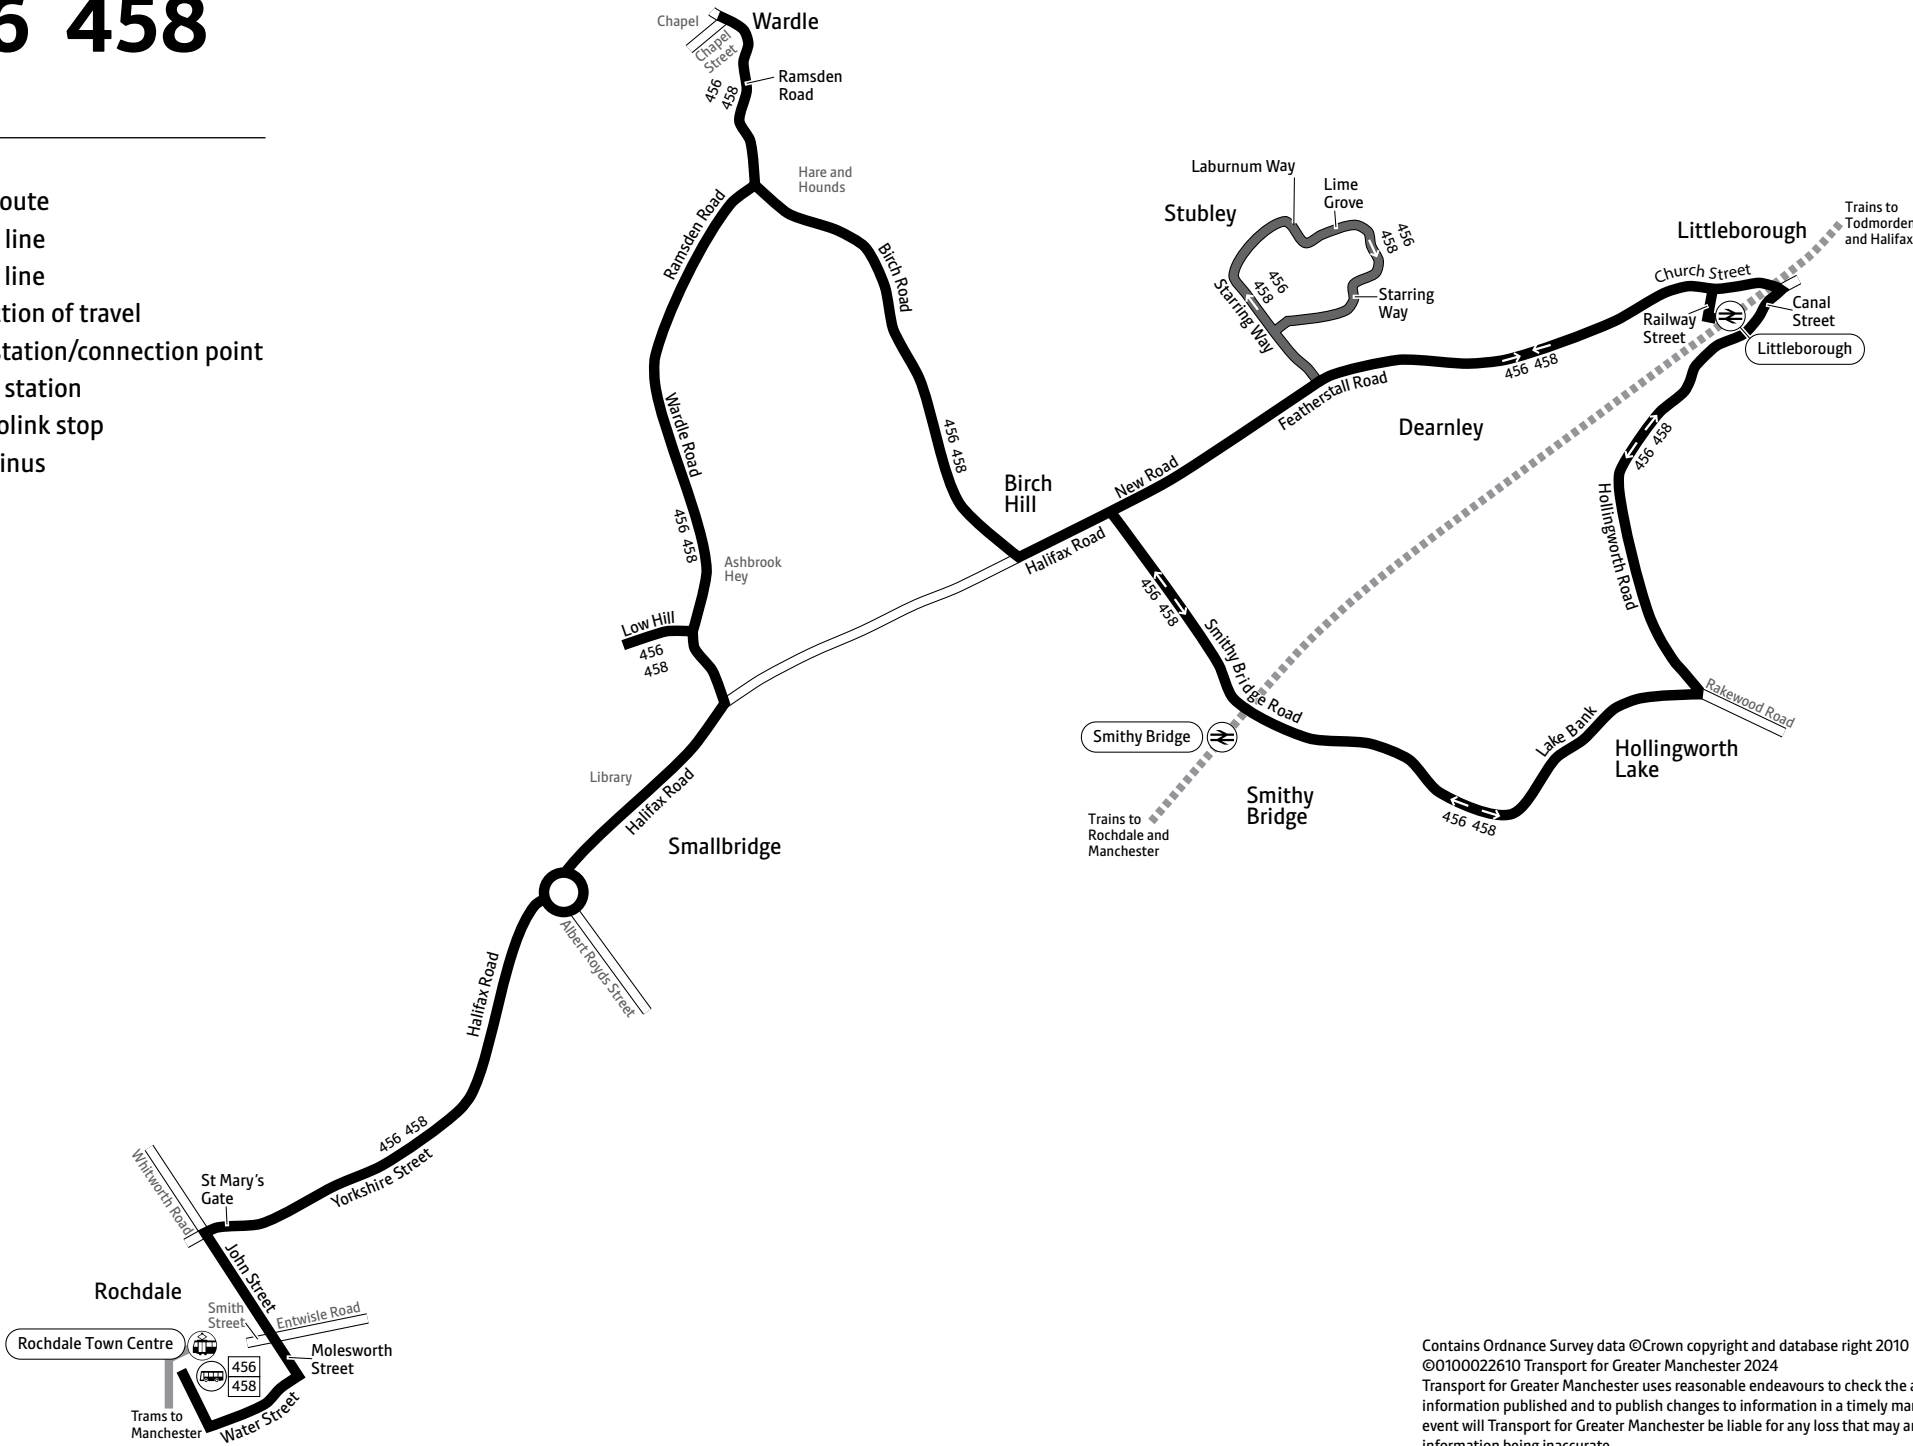 6 458
oute
line
line
tion of travel
station/connection point
station
olink stop
inus
Chapel
Chapel
Street
Wardle
456
458
Ramsden
Road
Hare and
Hounds
Ramsden Road
Birch Road
Wardle Road
456 458
456 458
Ashbrook
Hey
Low Hill
456
458
Birch
Hill
Halifax Road
New Road
Laburnum Way
Lime
Grove
Stubley
456
458
456
458
Starring Way
Starring
Way
Featherstall Road
456 458
Dearnley
Littleborough
Church Street
Trains to
Todmorden
and Halifax
Railway
Street
Canal
Street
Littleborough
456 458
Hollingworth Road
Rakewood Road
Lake Bank
Hollingworth
Lake
456 458
Smithy Bridge Road
Smithy Bridge
Smithy
Bridge
456 458
Trains to
Rochdale and
Manchester
Library
Halifax Road
Smallbridge
Albert Royds Street
Halifax Road
456 458
Yorkshire Street
Whitworth Road
St Mary's
Gate
John Street
Rochdale
Smith
Street
Entwisle Road
Rochdale Town Centre
456
458
Molesworth
Street
Trams to
Manchester
Water Street
Contains Ordnance Survey data ©Crown copyright and database right 2010
©0100022610 Transport for Greater Manchester 2024
Transport for Greater Manchester uses reasonable endeavours to check the a
information published and to publish changes to information in a timely man
event will Transport for Greater Manchester be liable for any loss that may ar
information being inaccurate